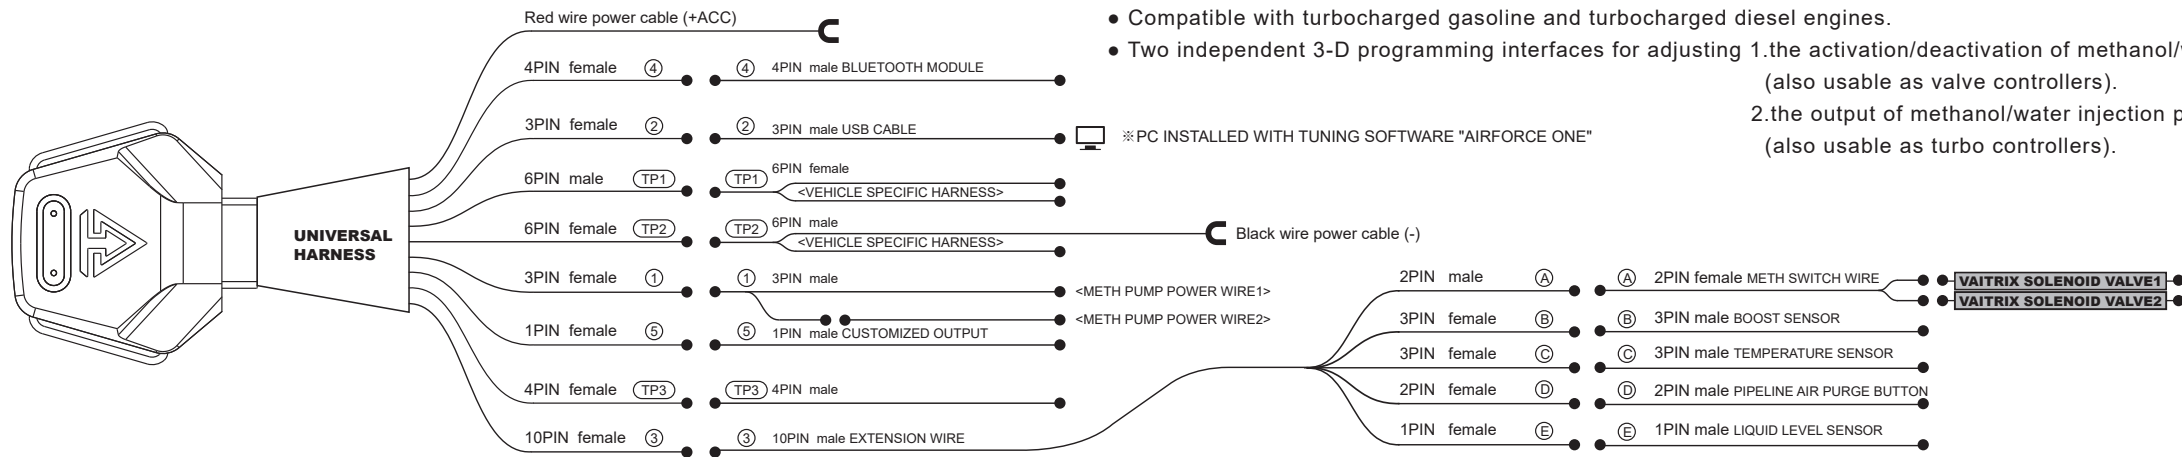 Red wire power cable (+ACC)
● Compatible with turbocharged gasoline and turbocharged diesel engines.
● Two independent 3-D programming interfaces for adjusting 1.the activation/deactivation of methanol/
(also usable as valve controllers).
2.the output of methanol/water injection
(also usable as turbo controllers).
4PIN female ④ ④ 4PIN male BLUETOOTH MODULE
3PIN female ② ② 3PIN male USB CABLE
※PC INSTALLED WITH TUNING SOFTWARE "AIRFORCE ONE"
6PIN male TP1 TP1 6PIN female
<VEHICLE SPECIFIC HARNESS>
6PIN female TP2 TP2 6PIN male
<VEHICLE SPECIFIC HARNESS>
Black wire power cable (-)
UNIVERSAL
HARNESS
3PIN female ① ① 3PIN male
<METH PUMP POWER WIRE1>
<METH PUMP POWER WIRE2>
1PIN female ⑤ ⑤ 1PIN male CUSTOMIZED OUTPUT
4PIN female TP3 TP3 4PIN male
10PIN female ③ ③ 10PIN male EXTENSION WIRE
2PIN male Ⓐ Ⓐ 2PIN female METH SWITCH WIRE
VAITRIX SOLENOID VALVE1
VAITRIX SOLENOID VALVE2
3PIN female Ⓑ Ⓑ 3PIN male BOOST SENSOR
3PIN female Ⓒ Ⓒ 3PIN male TEMPERATURE SENSOR
2PIN female Ⓓ Ⓓ 2PIN male PIPELINE AIR PURGE BUTTON
1PIN female Ⓔ Ⓔ 1PIN male LIQUID LEVEL SENSOR